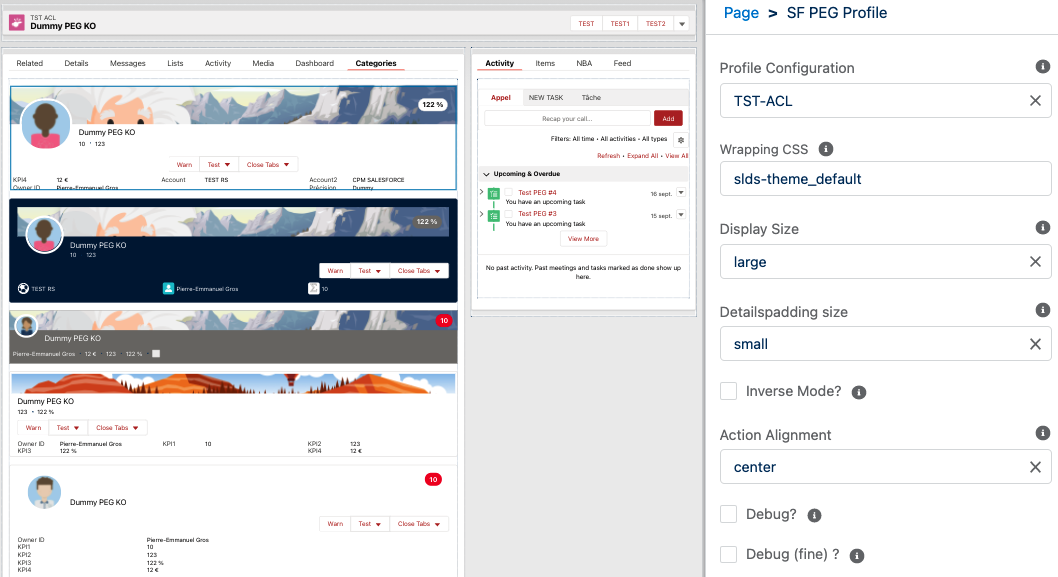 TST ACL
Dummy PEG KO
TEST TEST1 TEST2
Related Details Messages Lists Activity Media Dashboard Categories
122 %
Dummy PEG KO
10 • 123
Warn Test Close Tabs
KPI4 12 € Account TEST RS Account2 CPM SALESFORCE
Owner ID Pierre-Emmanuel Gros Précision Dummy
122 %
Dummy PEG KO
10 123
Warn Test Close Tabs
TEST RS Pierre-Emmanuel Gros 10
10
Dummy PEG KO
Pierre-Emmanuel Gros • 12 € • 123 • 122 % •
Dummy PEG KO
123 • 122 %
Warn Test Close Tabs
Owner ID Pierre-Emmanuel Gros KPI1 10 KPI2 123
KPI3 122 % KPI4 12 €
10
Dummy PEG KO
Warn Test Close Tabs
Owner ID Pierre-Emmanuel Gros
KPI1 10
KPI2 123
KPI3 122 %
KPI4 12 €
Activity Items NBA Feed
Appel NEW TASK Tâche
Recap your call... Add
Filters: All time • All activities • All types
Refresh • Expand All • View All
Upcoming & Overdue
Test PEG #4 16 sept.
You have an upcoming task
Test PEG #3 15 sept.
You have an upcoming task
View More
No past activity. Past meetings and tasks marked as done show up
here.
Page > SF PEG Profile
Profile Configuration
TST-ACL
Wrapping CSS
slds-theme_default
Display Size
large
Detailspadding size
small
Inverse Mode?
Action Alignment
center
Debug?
Debug (fine) ?